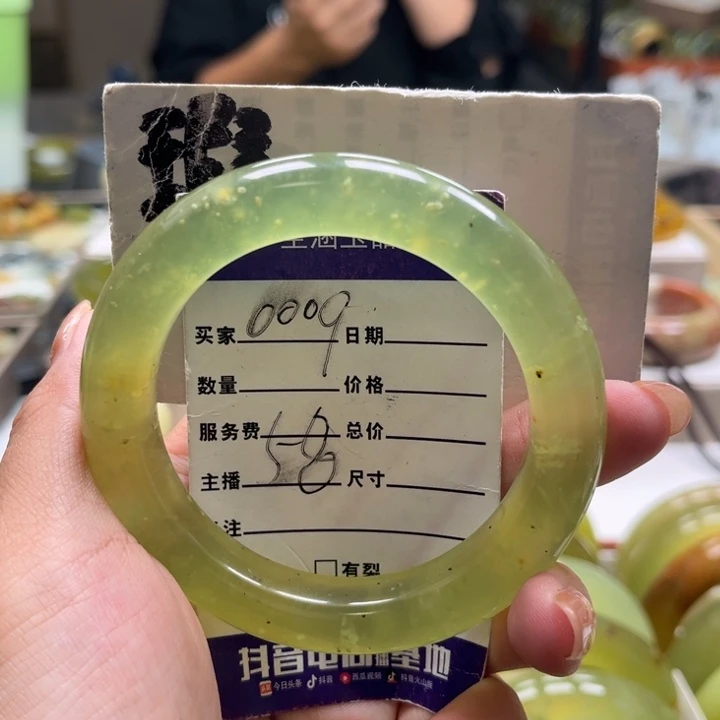 买家 0009 日期
数量 价格
服务费 58 总价
主播 尺寸
注
有裂
抖音电商直播基地
今日头条 抖音 西瓜视频 抖音火山版